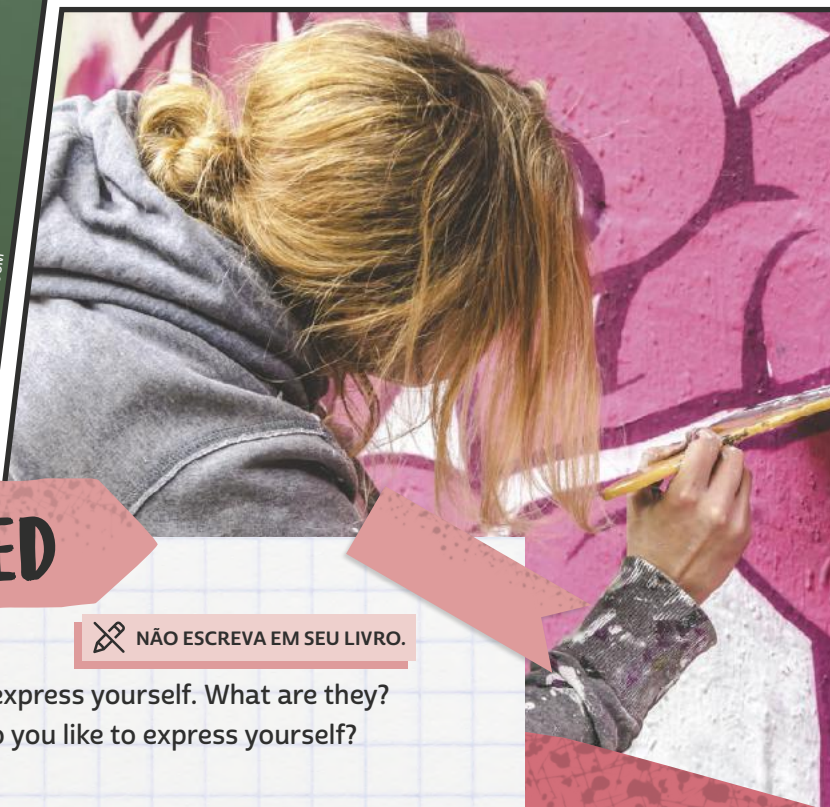 ED
NÃO ESCREVA EM SEU LIVRO.
express yourself. What are they?
you like to express yourself?